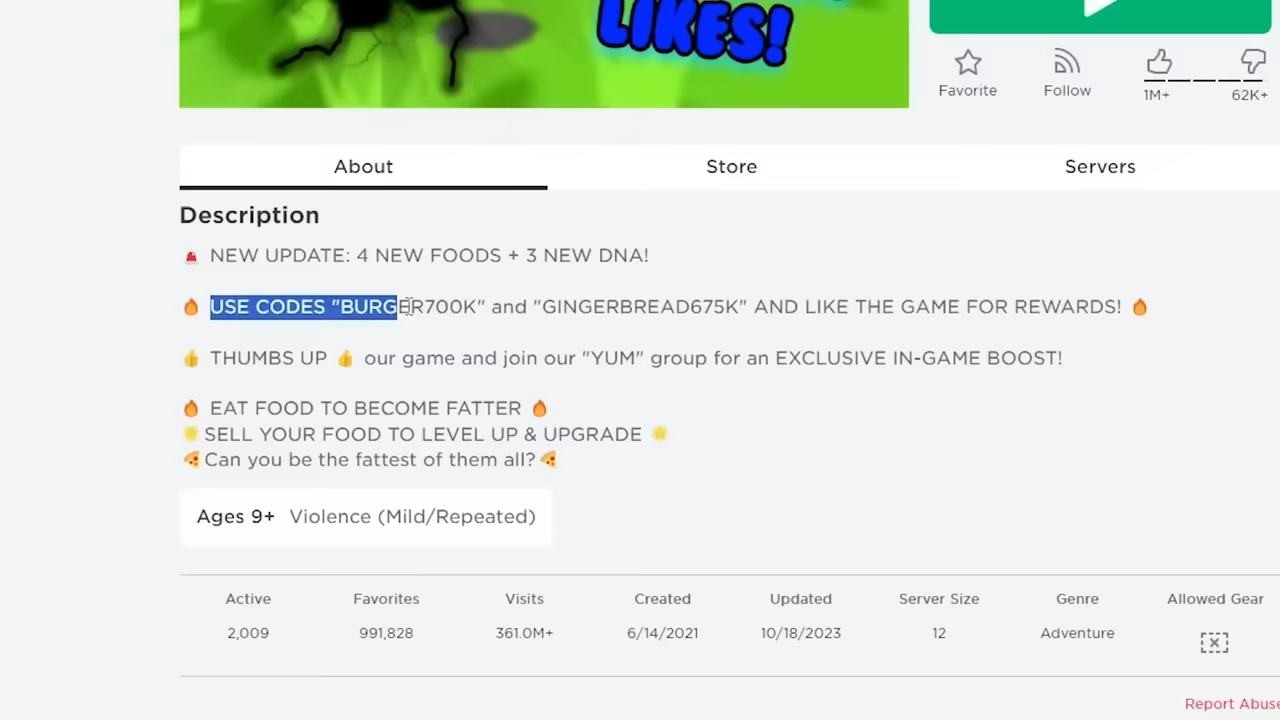 LIKES!
Favorite
Follow
1M+
62K+
About
Store
Servers
Description
NEW UPDATE: 4 NEW FOODS + 3 NEW DNA!
USE CODES "BURGER700K" and "GINGERBREAD675K" AND LIKE THE GAME FOR REWARDS!
THUMBS UP 👍 our game and join our "YUM" group for an EXCLUSIVE IN-GAME BOOST!
EAT FOOD TO BECOME FATTER
SELL YOUR FOOD TO LEVEL UP & UPGRADE
Can you be the fattest of them all?
Ages 9+ Violence (Mild/Repeated)
Active Favorites Visits Created Updated Server Size Genre Allowed Gear
2,009 991,828 361.0M+ 6/14/2021 10/18/2023 12 Adventure
Report Abuse